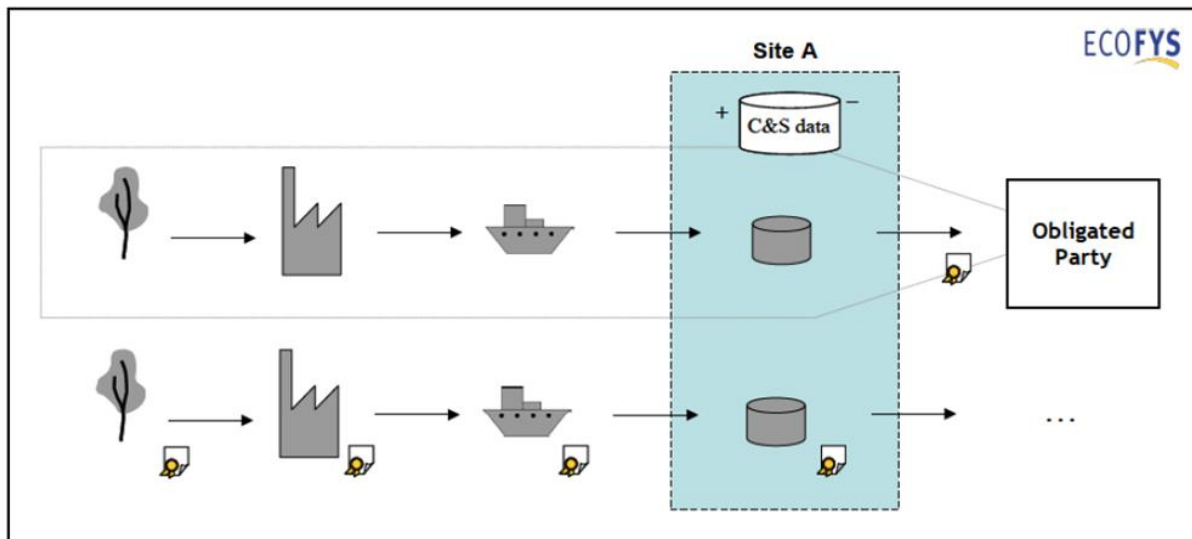 ECOFYS
Site A
+
C&S data
−
Obligated
Party
...